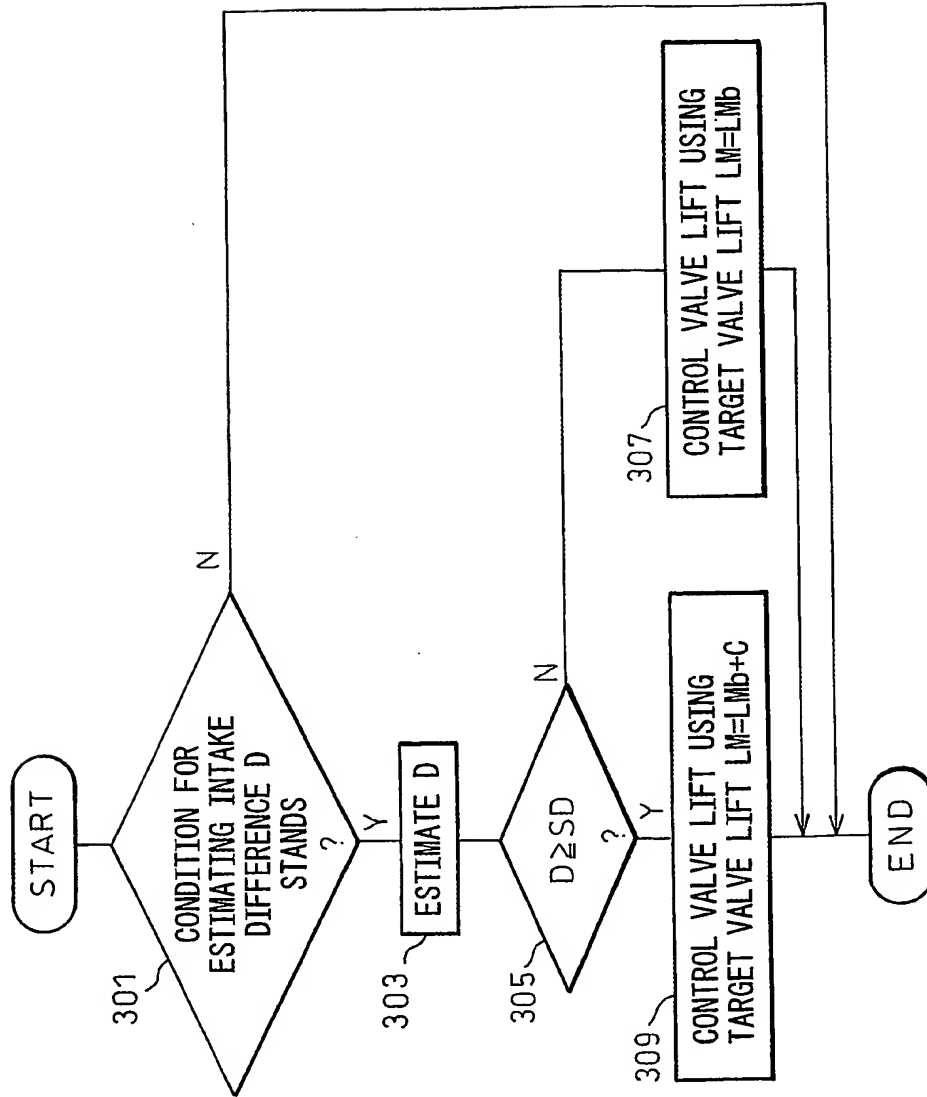 START
301
CONDITION FOR
ESTIMATING INTAKE
DIFFERENCE D
STANDS
?
N
Y
303
ESTIMATE D
305
D≧SD
?
N
Y
309
CONTROL VALVE LIFT USING
TARGET VALVE LIFT LM=LMb+C
307
CONTROL VALVE LIFT USING
TARGET VALVE LIFT LM=LMb
END